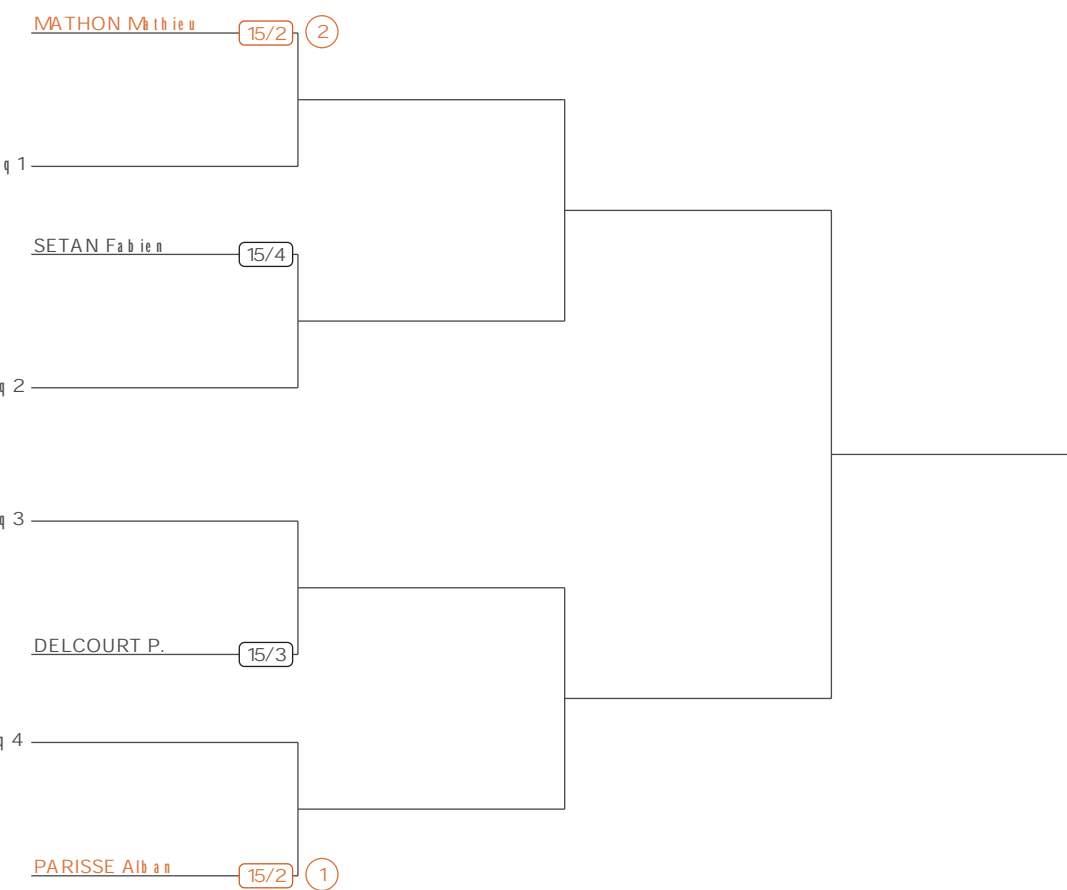 MATHON Mathieu 15/2 2
q 1
SETAN Fabien 15/4
q 2
q 3
DELCOURT P. 15/3
q 4
PARISSE Alban 15/2 1